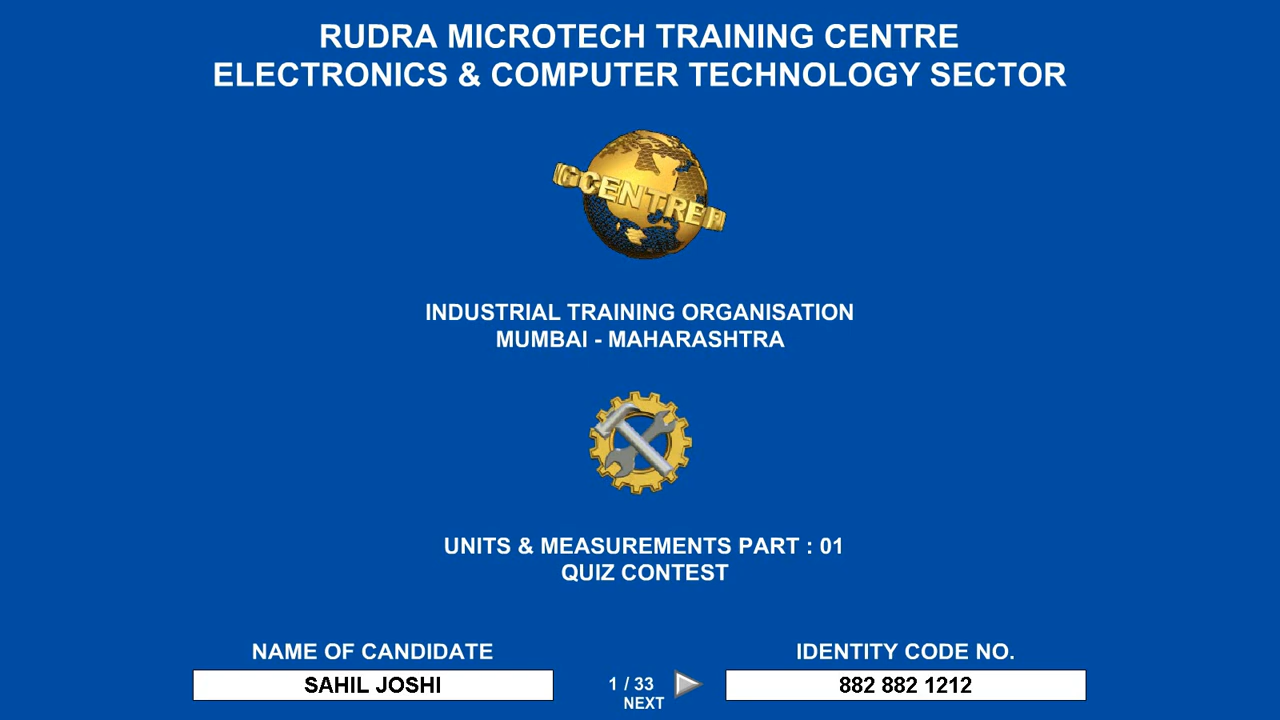 RUDRA MICROTECH TRAINING CENTRE
ELECTRONICS & COMPUTER TECHNOLOGY SECTOR
CENTRE
INDUSTRIAL TRAINING ORGANISATION
MUMBAI - MAHARASHTRA
UNITS & MEASUREMENTS PART : 01
QUIZ CONTEST
NAME OF CANDIDATE
IDENTITY CODE NO.
SAHIL JOSHI
1 / 33
882 882 1212
NEXT